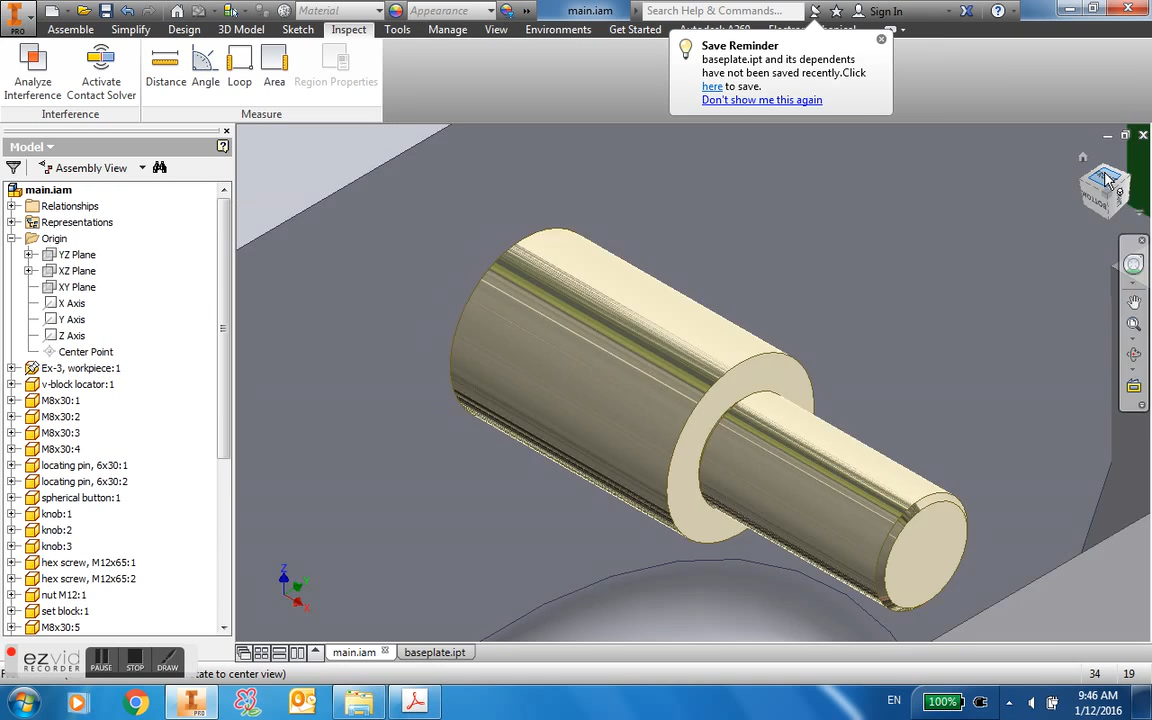 PRO
Material
Appearance
main.iam
Search Help & Commands...
Sign In
Assembly Simplify Design 3D Model Sketch Inspect Tools Manage View Environments Get Started
Analyze Interference
Activate Contact Solver
Distance Angle Loop Area Region Properties
Interference
Measure
Save Reminder
baseplate.ipt and its dependents
have not been saved recently.Click
here to save.
Don't show me this again
Model
Assembly View
main.iam
Relationships
Representations
Origin
YZ Plane
XZ Plane
XY Plane
X Axis
Y Axis
Z Axis
Center Point
Ex-3, workpiece:1
v-block locator:1
M8x30:1
M8x30:2
M8x30:3
M8x30:4
locating pin, 6x30:1
locating pin, 6x30:2
spherical button:1
knob:1
knob:2
knob:3
hex screw, M12x65:1
hex screw, M12x65:2
nut M12:1
set block:1
M8x30:5
BOTTOM
Z
X
ezvid
RECORDER
PAUSE STOP DRAW
main.iam
baseplate.ipt
tate to center view)
34 19
PRO
EN
100%
9:46 AM
1/12/2016